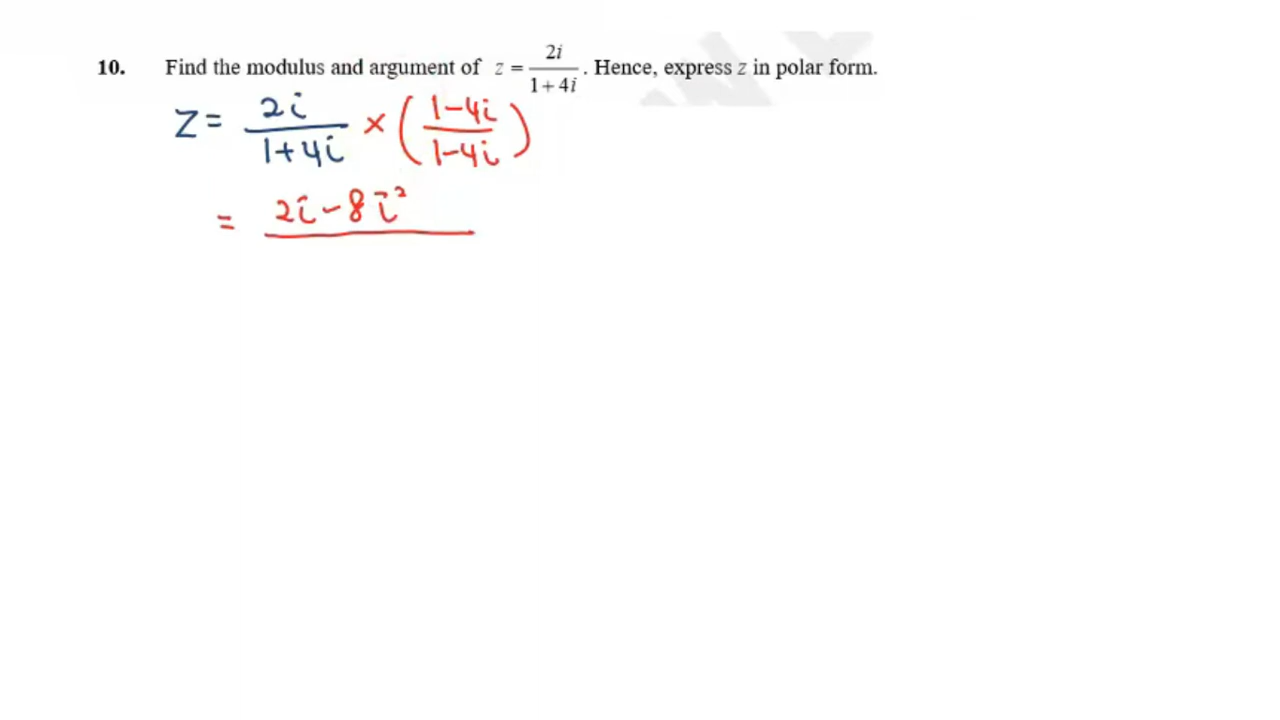 10. Find the modulus and argument of z = 2i / 1 + 4i . Hence, express z in polar form.
Z = 2i / 1+4i × ( 1-4i / 1-4i )
= 2i - 8i²